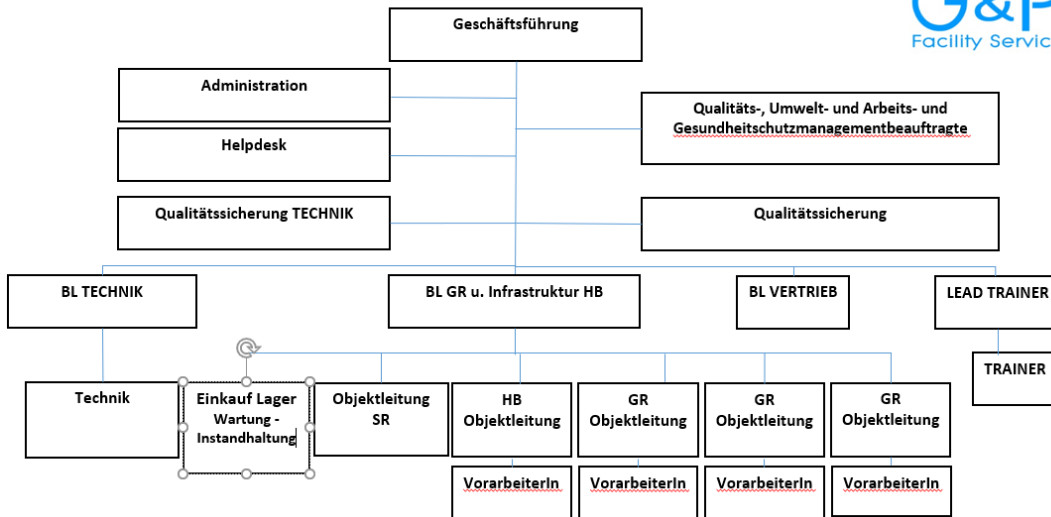 Geschäftsführung
G&P
Facility Servic
Administration
Qualitäts-, Umwelt- und Arbeits- und
Gesundheitschutzmanagementbeauftragte
Helpdesk
Qualitätssicherung TECHNIK
Qualitätssicherung
BL TECHNIK
BL GR u. Infrastruktur HB
BL VERTRIEB
LEAD TRAINER
TRAINER
Technik
Einkauf Lager
Wartung -
Instandhaltung
Objektleitung
SR
HB
Objektleitung
GR
Objektleitung
GR
Objektleitung
GR
Objektleitung
VorarbeiterIn
VorarbeiterIn
VorarbeiterIn
VorarbeiterIn